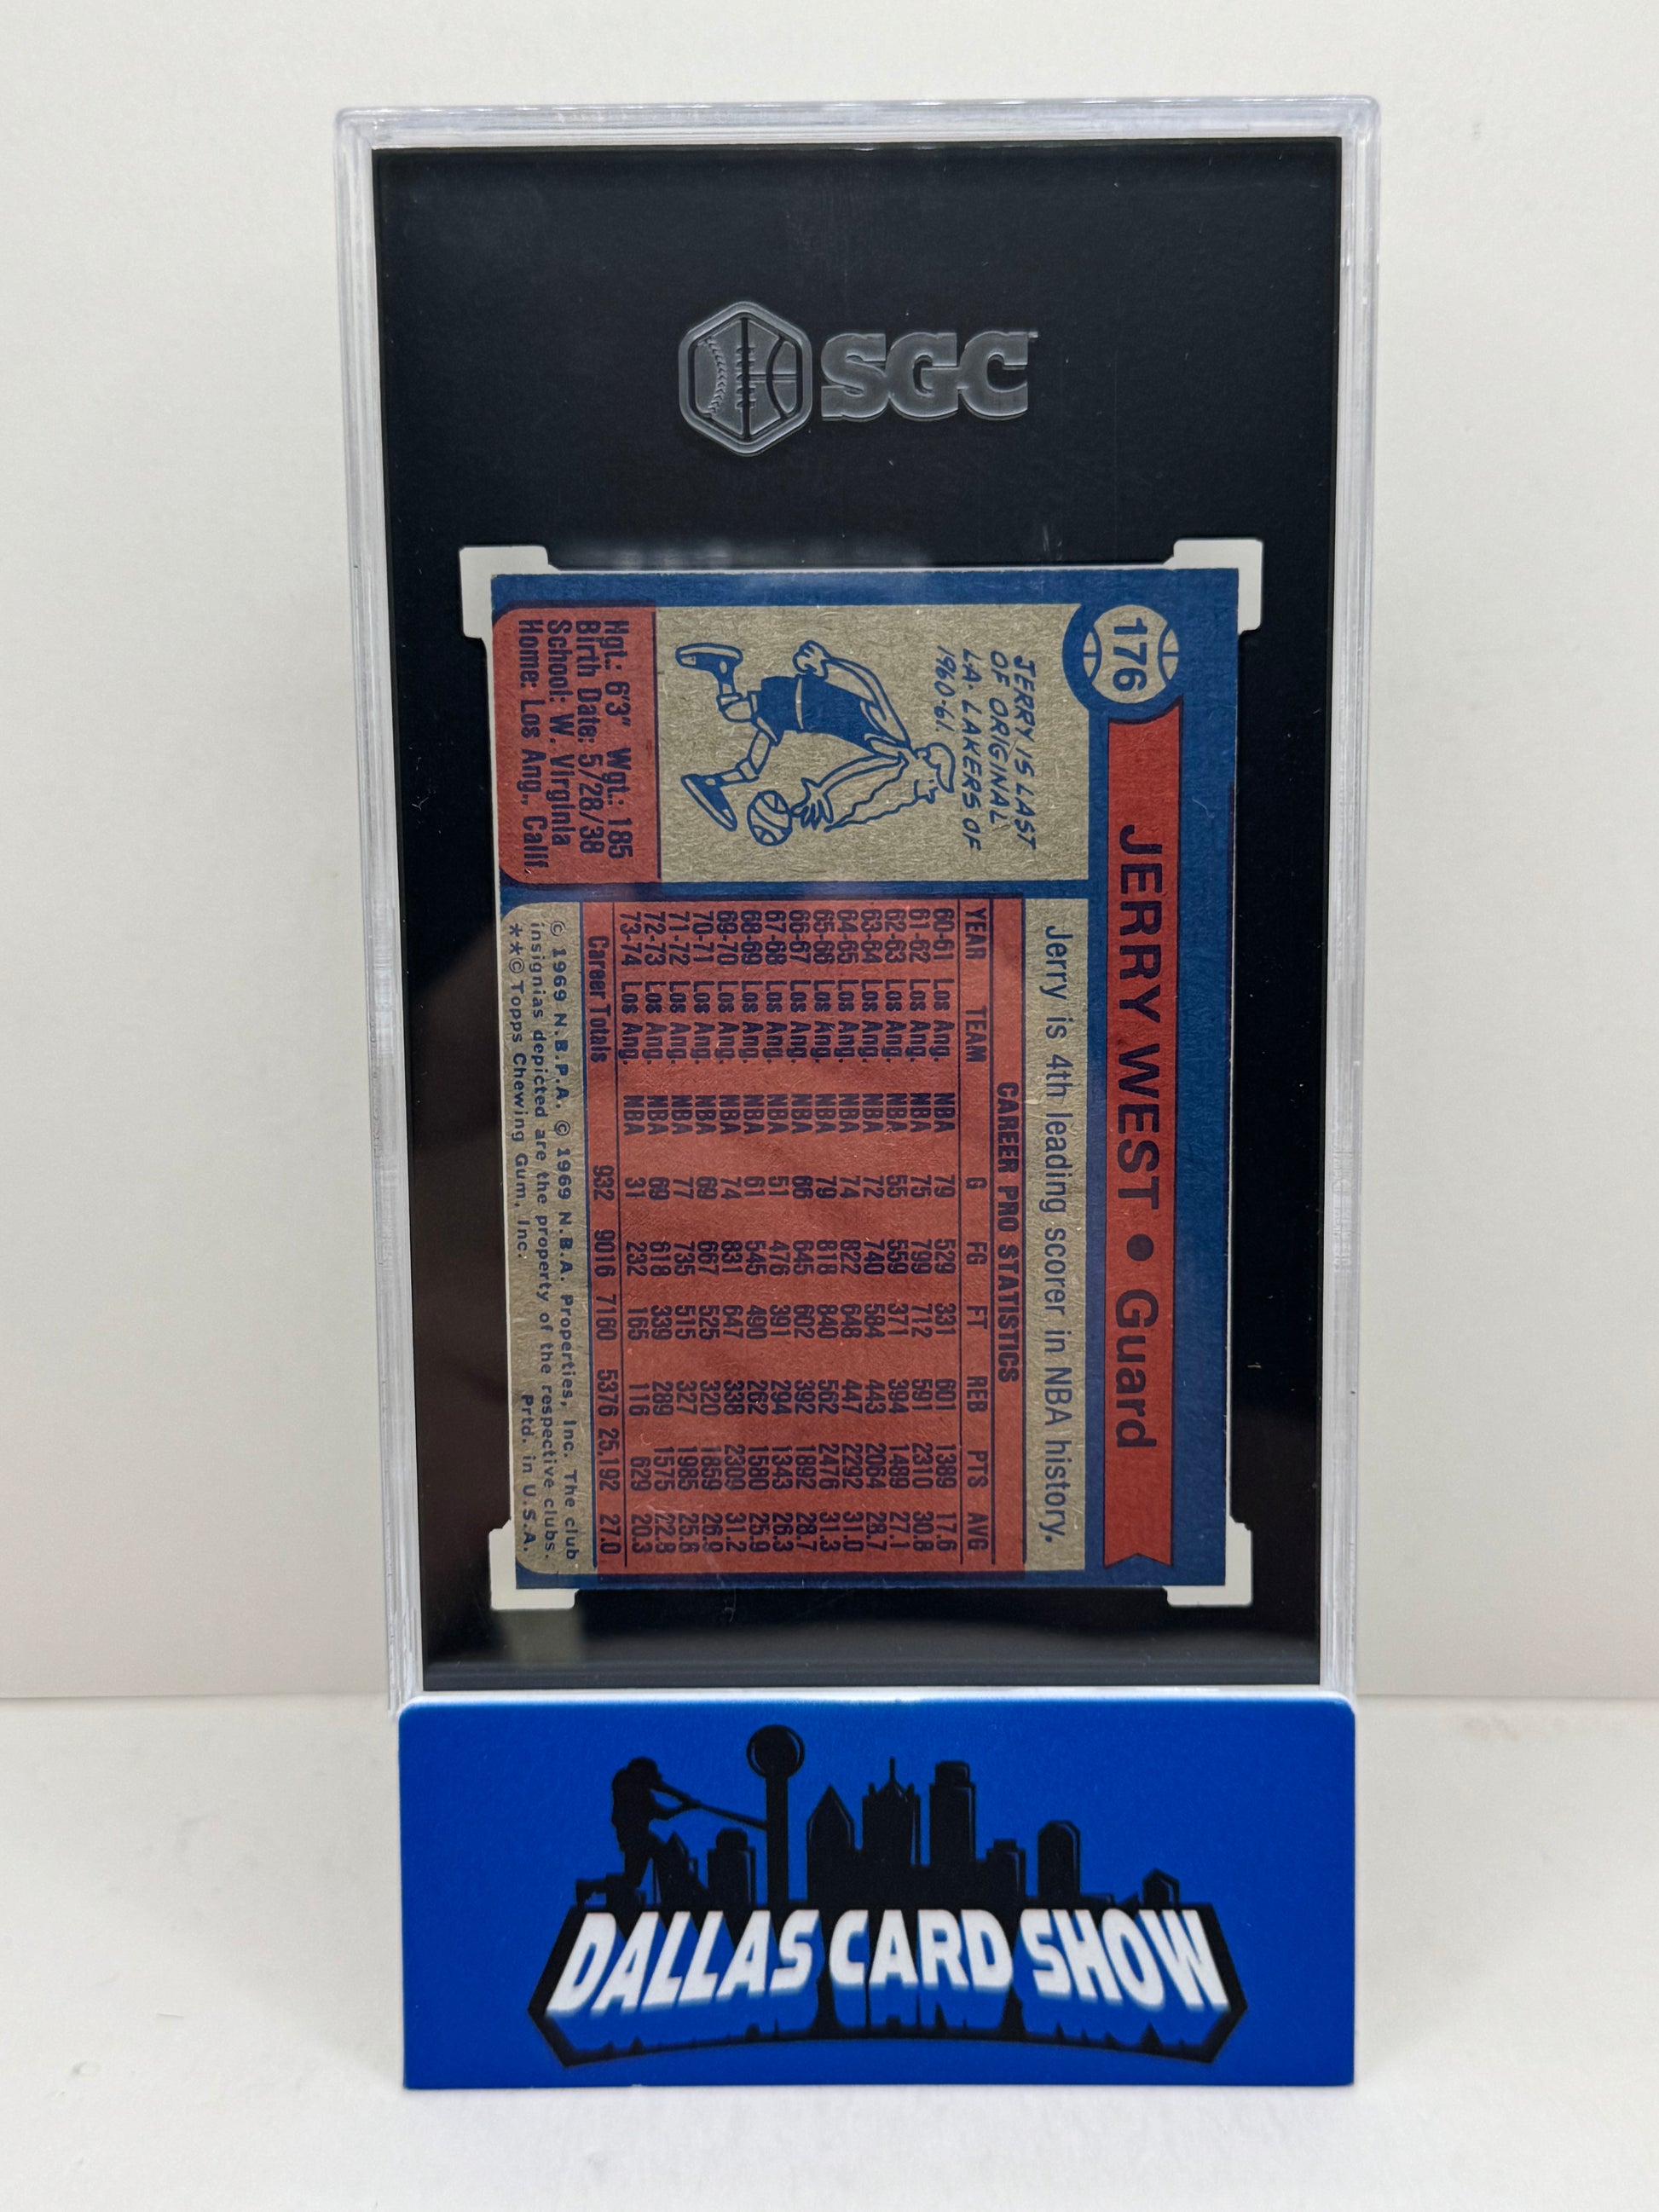 SGC
176
JERRY WEST • Guard
JERRY IS LAST
OF ORIGINAL
L.A. LAKERS OF
1960-61.
Hgt.: 6'3" Wgt.: 185
Birth Date: 5/28/38
School: W. Virginia
Home: Los Ang., Calif.
Jerry is 4th leading scorer in NBA history.
CAREER PRO STATISTICS
YEAR TEAM G FG FT REB PTS AVG
60-61 Los Ang. NBA 79 529 331 601 1389 17.6
61-62 Los Ang. NBA 75 799 712 591 2310 30.8
62-63 Los Ang. NBA 55 559 371 394 1489 27.1
63-64 Los Ang. NBA 72 740 584 443 2064 28.7
64-65 Los Ang. NBA 74 822 648 447 2292 31.0
65-66 Los Ang. NBA 79 818 840 562 2476 31.3
66-67 Los Ang. NBA 66 645 602 392 1892 28.7
67-68 Los Ang. NBA 51 476 391 294 1343 26.3
68-69 Los Ang. NBA 61 545 490 262 1580 25.9
69-70 Los Ang. NBA 74 831 647 338 2309 31.2
70-71 Los Ang. NBA 69 667 525 320 1859 26.9
71-72 Los Ang. NBA 77 735 515 327 1985 25.6
72-73 Los Ang. NBA 69 618 339 289 1575 22.8
73-74 Los Ang. NBA 31 232 165 116 629 20.3
Career Totals 932 9016 7160 5376 25,192 27.0
© 1969 N.B.P.A. © 1969 N.B.A. Properties, Inc. The club
insignias depicted are the property of the respective clubs.
**© Topps Chewing Gum, Inc. Prtd. in U.S.A.
DALLAS CARD SHOW